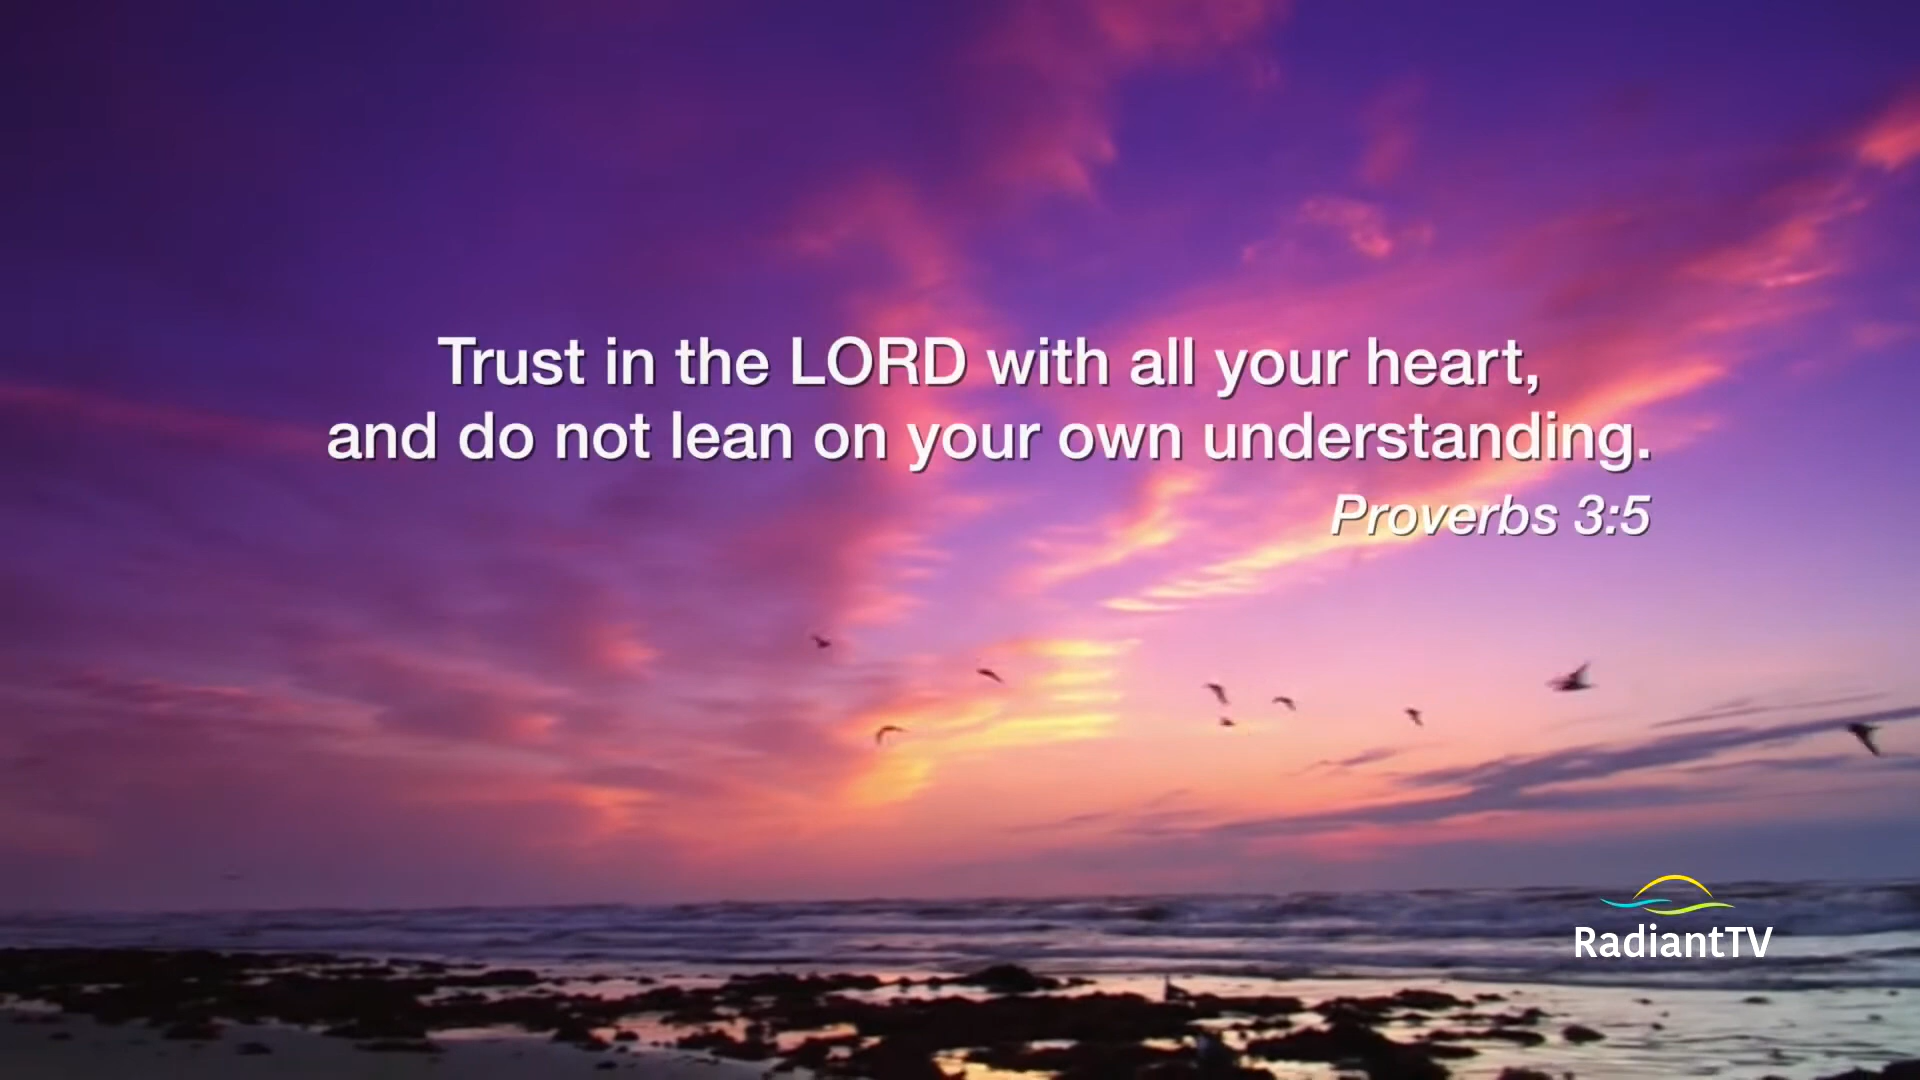 Trust in the LORD with all your heart,
and do not lean on your own understanding.
Proverbs 3:5
RadiantTV